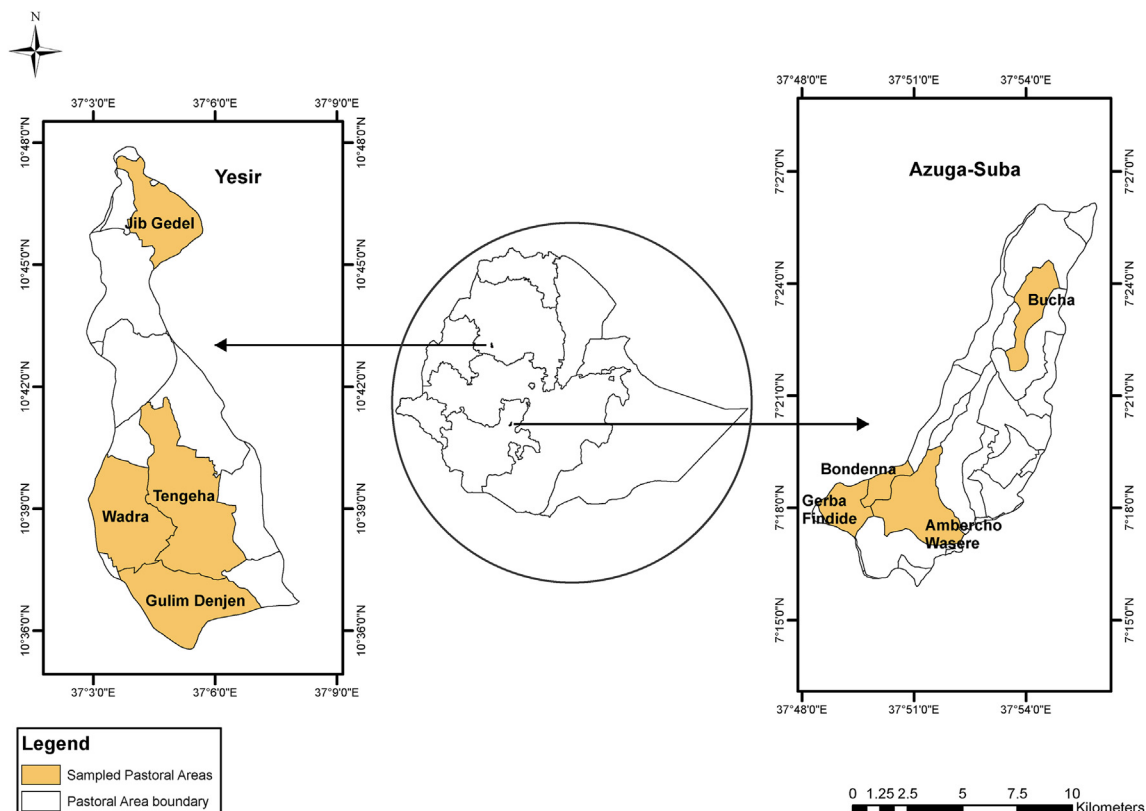 N
37°3'0"E 37°6'0"E 37°9'0"E
10°48'0"N 10°48'0"N
Yesir
Jib Gedel
10°45'0"N 10°45'0"N
10°42'0"N 10°42'0"N
Tengeha
Wadra
10°39'0"N 10°39'0"N
Gulim Denjen
10°36'0"N 10°36'0"N
37°3'0"E 37°6'0"E 37°9'0"E
37°48'0"E 37°51'0"E 37°54'0"E
Azuga-Suba
7°27'0"N 7°27'0"N
7°24'0"N 7°24'0"N
Bucha
7°21'0"N 7°21'0"N
Bondenna
Gerba
Findide
7°18'0"N 7°18'0"N
Ambercho
Wasere
7°15'0"N 7°15'0"N
37°48'0"E 37°51'0"E 37°54'0"E
Legend
Sampled Pastoral Areas
Pastoral Area boundary
0 1.25 2.5 5 7.5 10
Kilometers